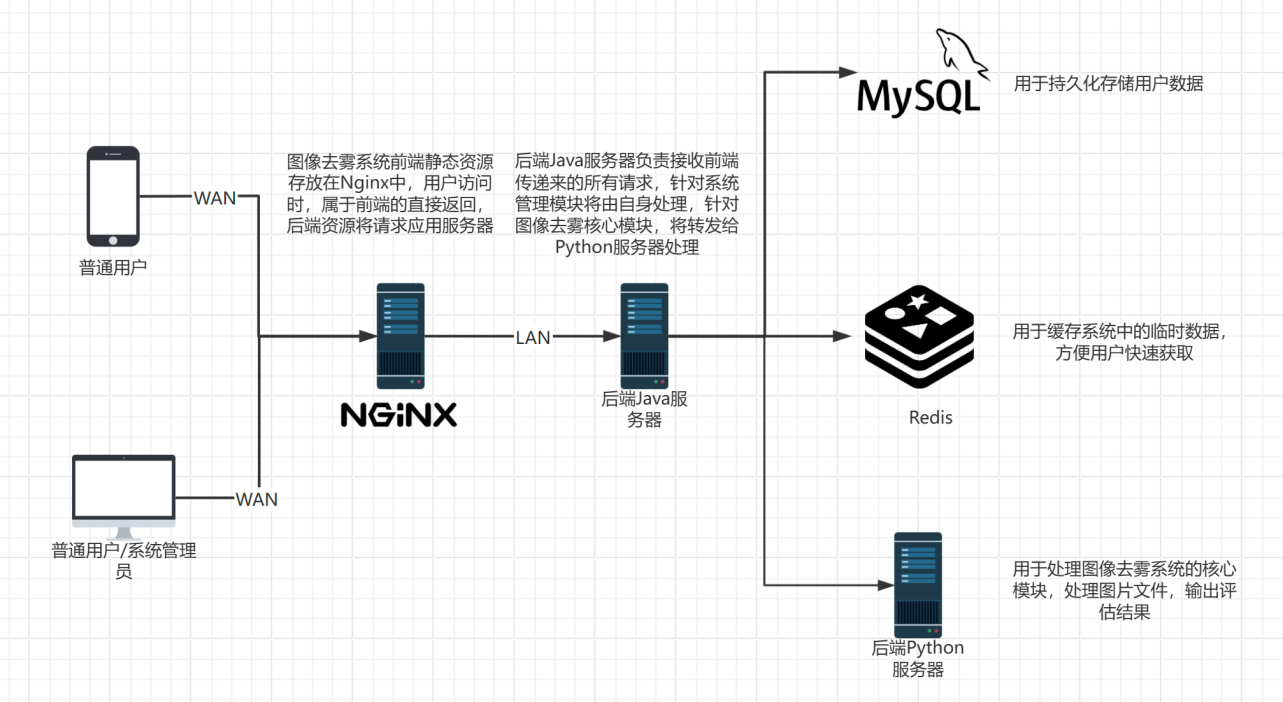 MySQL
用于持久化存储用户数据
图像去雾系统前端静态资源
存放在Nginx中，用户访问
时，属于前端的直接返回，
后端资源将请求应用服务器
后端Java服务器负责接收前端
传递来的所有请求，针对系统
管理模块将由自身处理，针对
图像去雾核心模块，将转发给
Python服务器处理
WAN
普通用户
LAN
NGiNX
后端Java服
务器
用于缓存系统中的临时数据，
方便用户快速获取
Redis
WAN
普通用户/系统管理
员
用于处理图像去雾系统的核心
模块，处理图片文件，输出评
估结果
后端Python
服务器